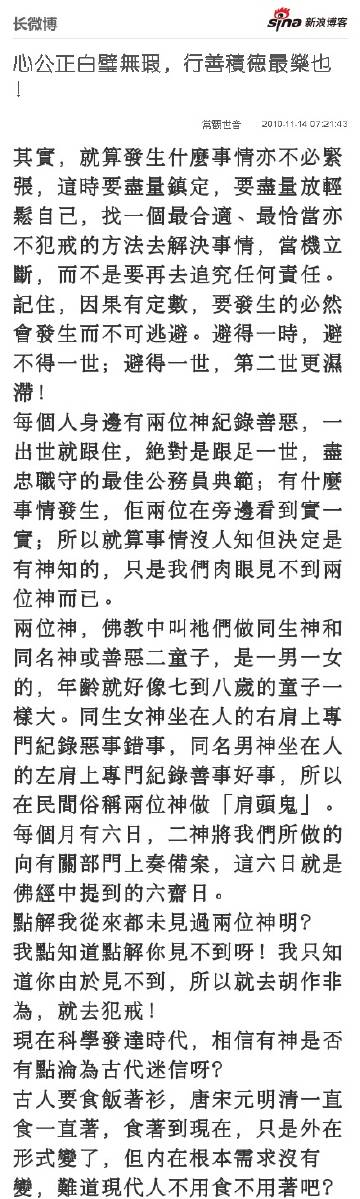 长微博
sina 新浪博客
心公正白璧無瑕，行善積德最樂也
！
常觀世音 2010-11-14 07:21:43
其實，就算發生什麼事情亦不必緊
張，這時要盡量鎮定，要盡量放輕
鬆自己，找一個最合適、最恰當亦
不犯戒的方法去解決事情，當機立
斷，而不是要再去追究任何責任。
記住，因果有定數，要發生的必然
會發生而不可逃避。避得一時，避
不得一世；避得一世，第二世更濕
滯！
每個人身邊有兩位神紀錄善惡，一
出世就跟住，絶對是跟足一世，盡
忠職守的最佳公務員典範；有什麼
事情發生，佢兩位在旁邊看到實一
實；所以就算事情沒人知但決定是
有神知的，只是我們肉眼見不到兩
位神而已。
兩位神，佛教中叫祂們做同生神和
同名神或善惡二童子，是一男一女
的，年齡就好像七到八歲的童子一
樣大。同生女神坐在人的右肩上專
門紀錄惡事錯事，同名男神坐在人
的左肩上專門紀錄善事好事，所以
在民間俗稱兩位神做「肩頭鬼」。
每個月有六日，二神將我們所做的
向有關部門上奏備案，這六日就是
佛經中提到的六齋日。
點解我從來都未見過兩位神明？
我點知道點解你見不到呀！我只知
道你由於見不到，所以就去胡作非
為，就去犯戒！
現在科學發達時代，相信有神是否
有點淪為古代迷信呀？
古人要食飯著衫，唐宋元明清一直
食一直著，食著到現在，只是外在
形式變了，但内在根本需求沒有
變，難道現代人不用食不用著吧？